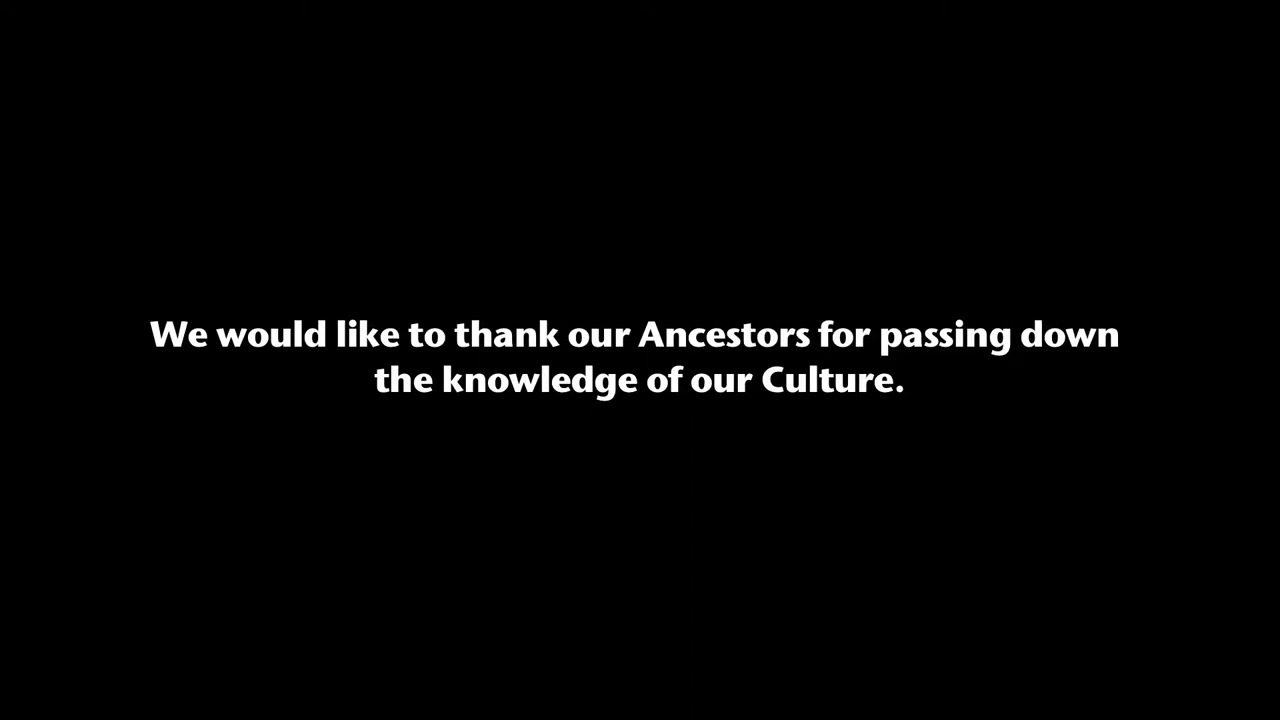 We would like to thank our Ancestors for passing down
the knowledge of our Culture.